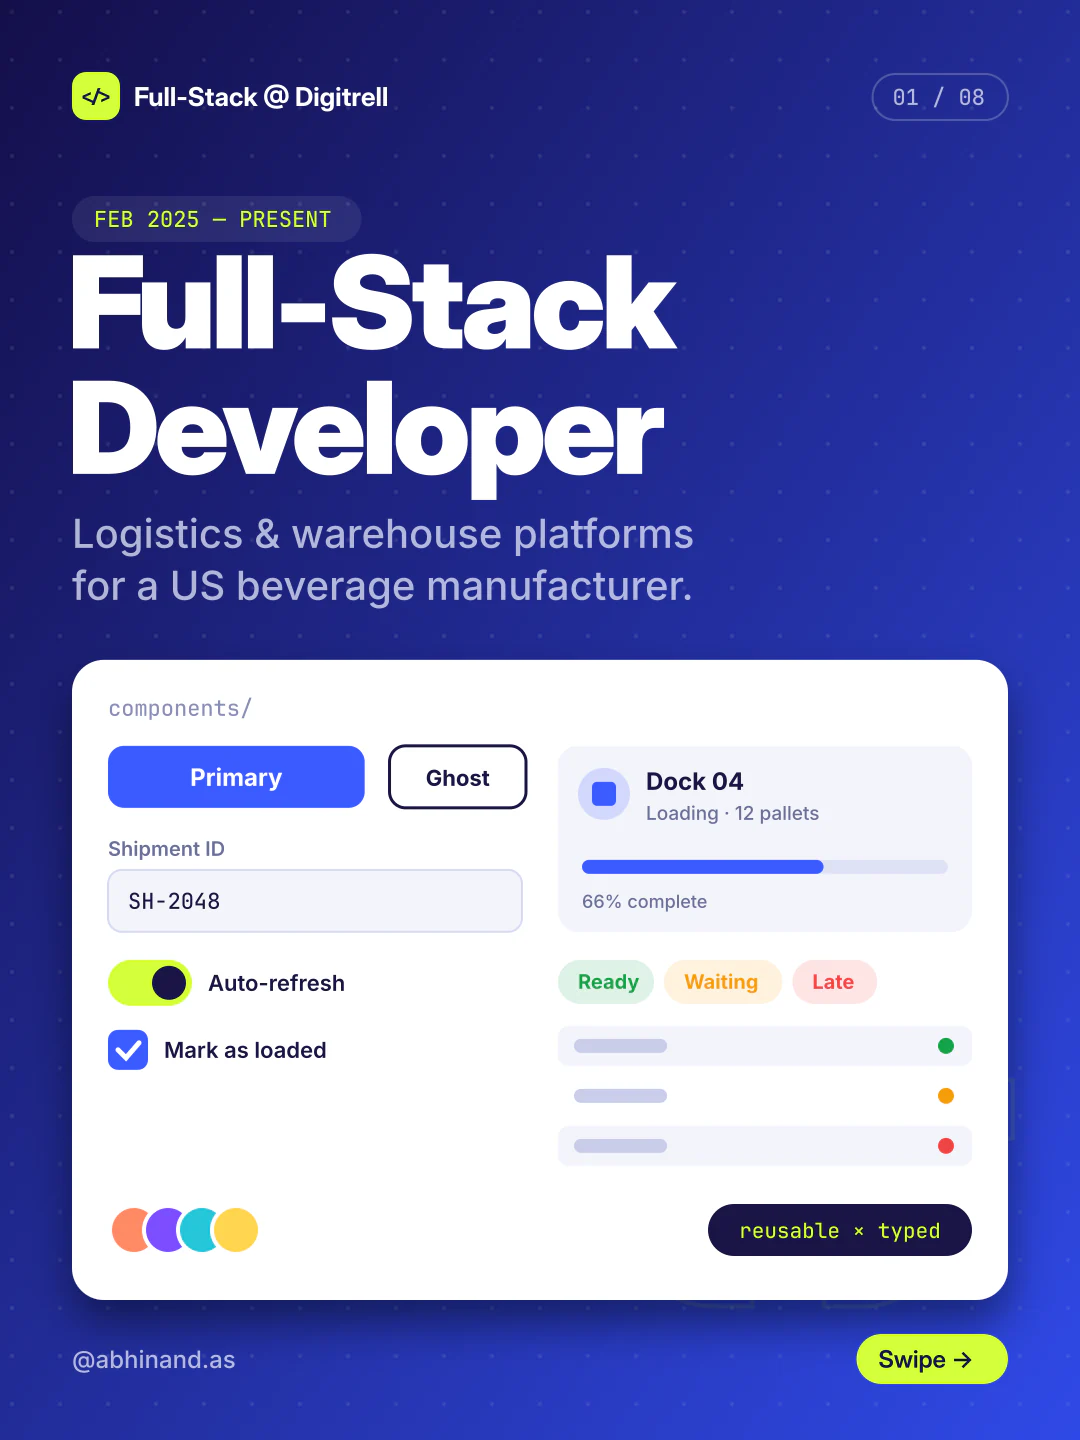 </> Full-Stack @ Digitrell
01 / 08
FEB 2025 — PRESENT
Full-Stack
Developer
Logistics & warehouse platforms
for a US beverage manufacturer.
components/
Primary
Ghost
Shipment ID
SH-2048
Auto-refresh
Mark as loaded
Dock 04
Loading · 12 pallets
66% complete
Ready
Waiting
Late
reusable × typed
@abhinand.as
Swipe →